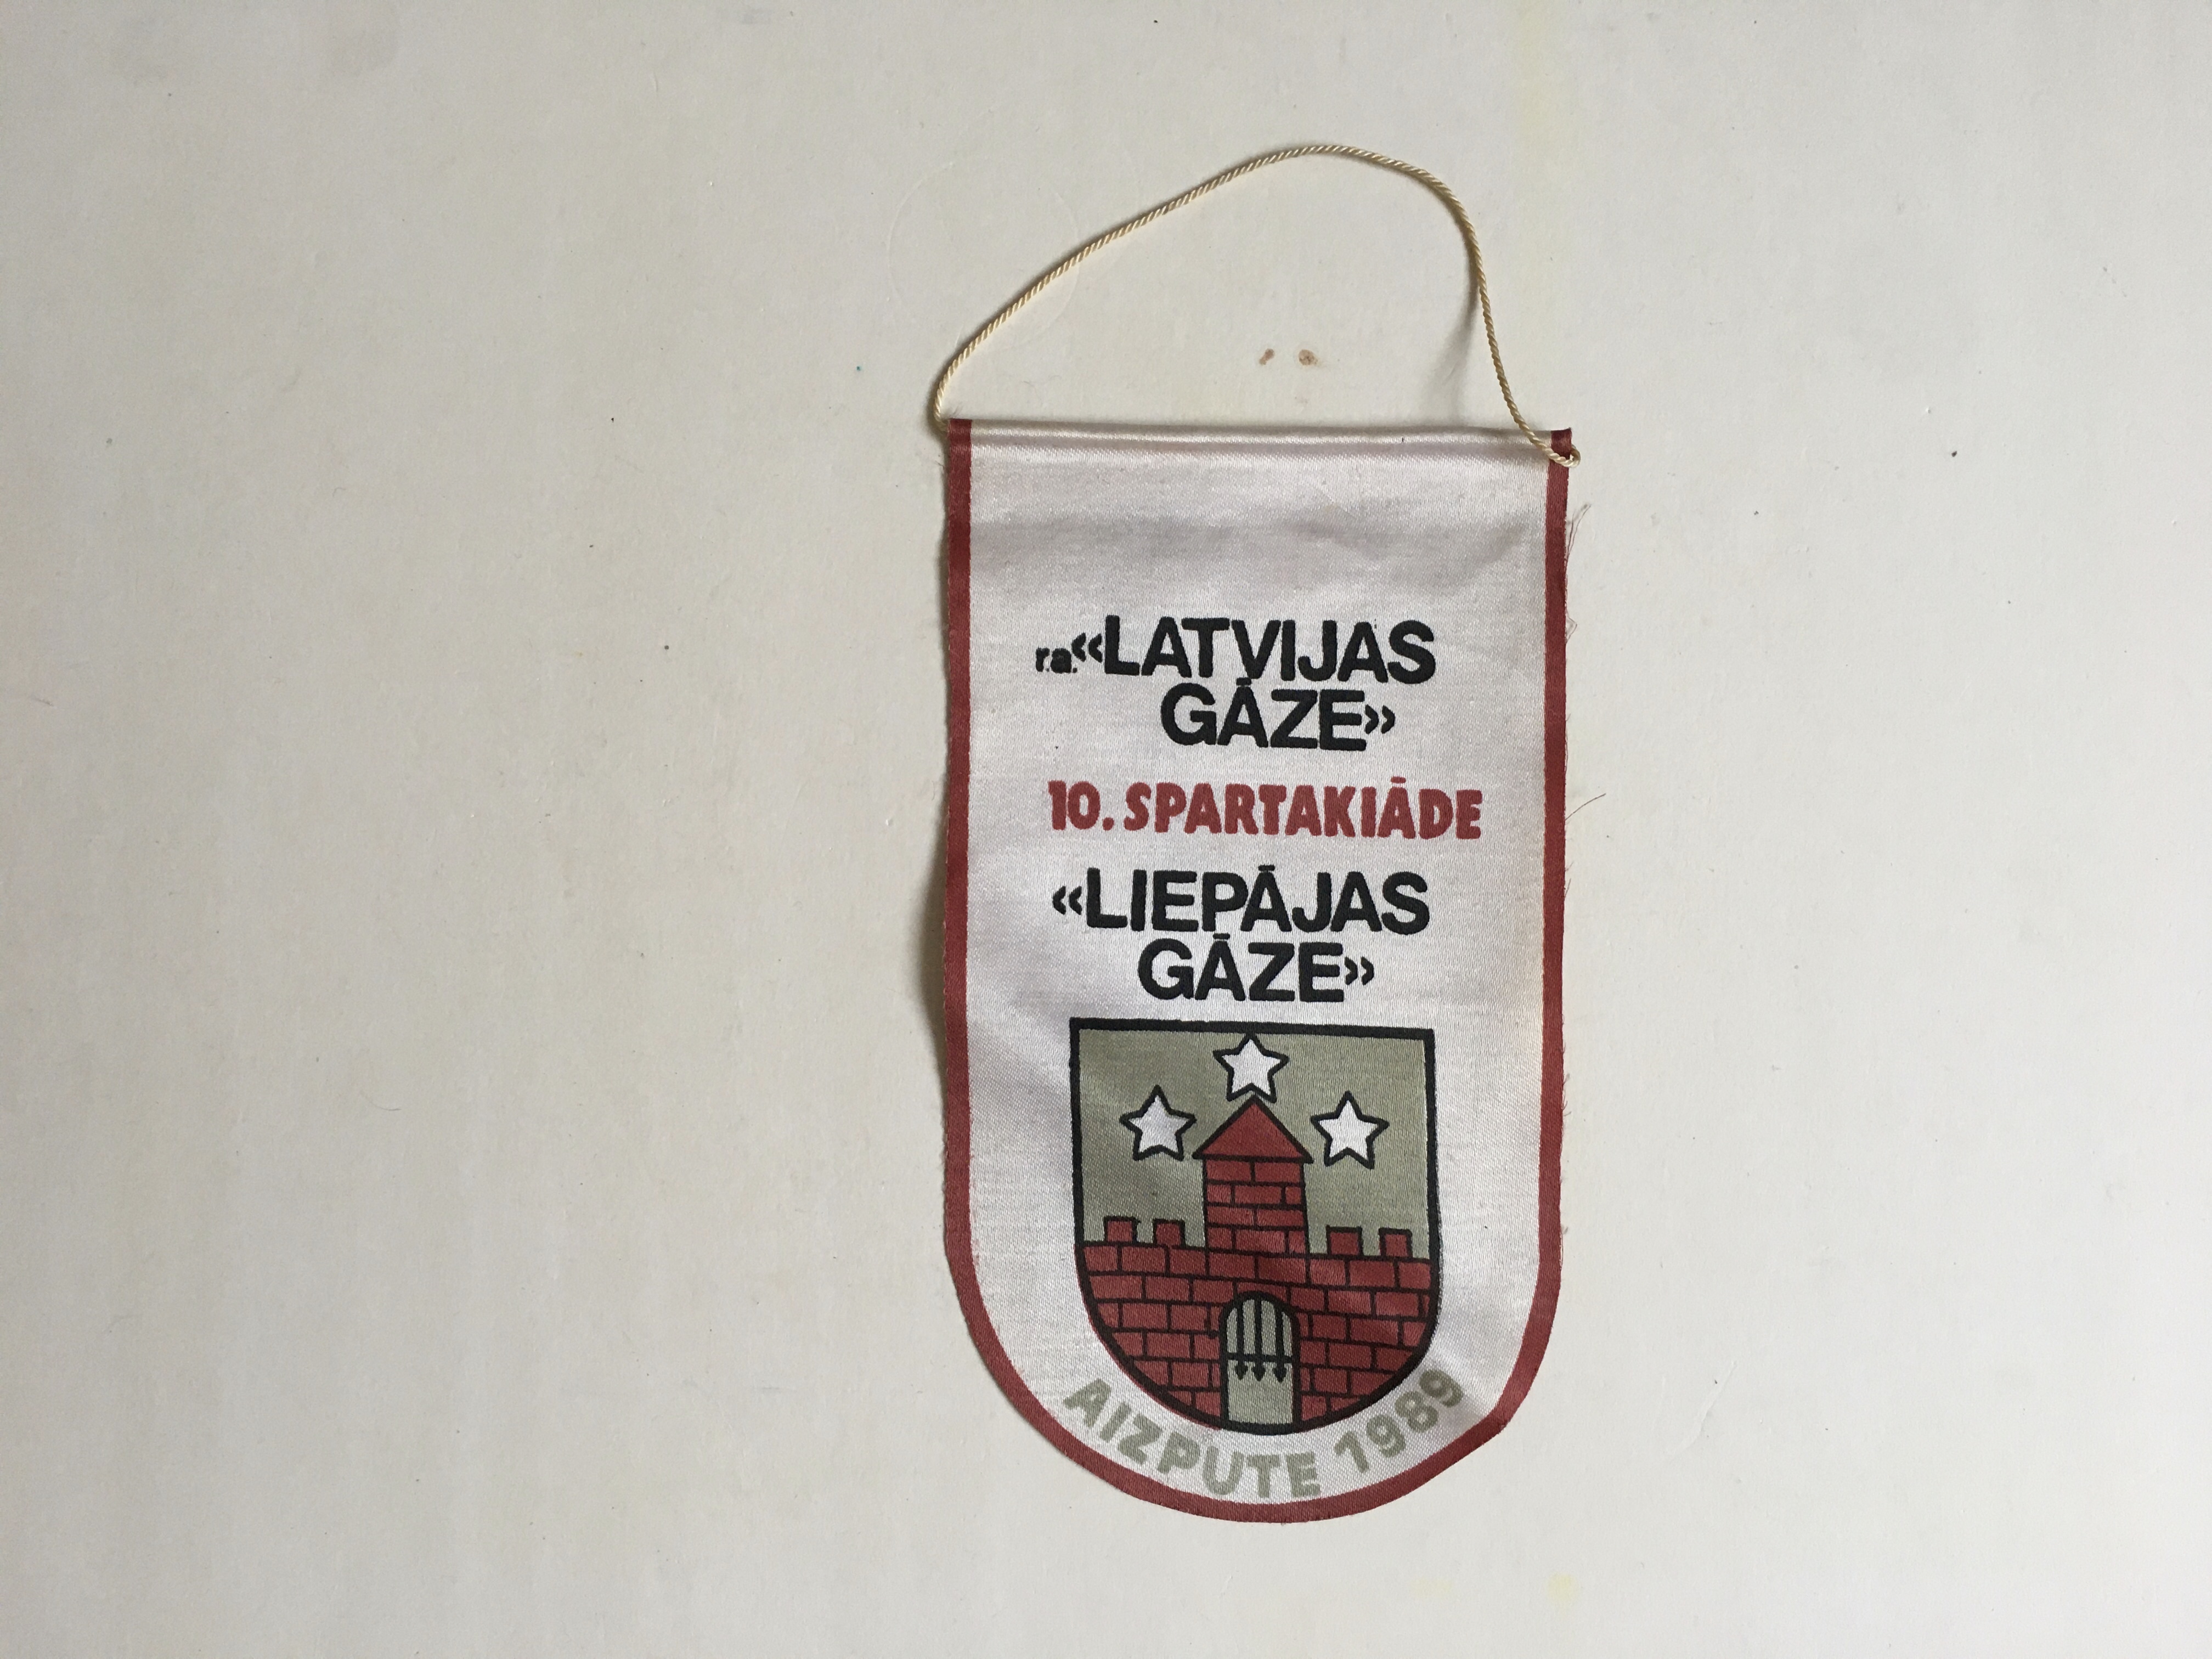 r.a.«LATVIJAS
GĀZE»
10. SPARTAKIĀDE
«LIEPĀJAS
GĀZE»
AIZPUTE 1989